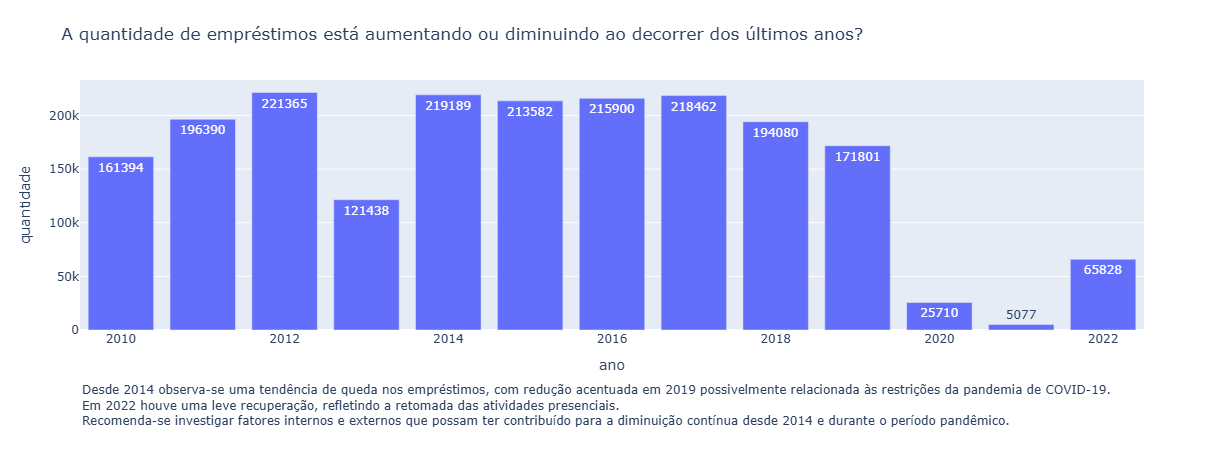 A quantidade de empréstimos está aumentando ou diminuindo ao decorrer dos últimos anos?
quantidade
200k
150k
100k
50k
0
161394
196390
221365
121438
219189
213582
215900
218462
194080
171801
25710
5077
65828
2010
2012
2014
2016
2018
2020
2022
ano
Desde 2014 observa-se uma tendência de queda nos empréstimos, com redução acentuada em 2019 possivelmente relacionada às restrições da pandemia de COVID-19.
Em 2022 houve uma leve recuperação, refletindo a retomada das atividades presenciais.
Recomenda-se investigar fatores internos e externos que possam ter contribuído para a diminuição contínua desde 2014 e durante o período pandêmico.